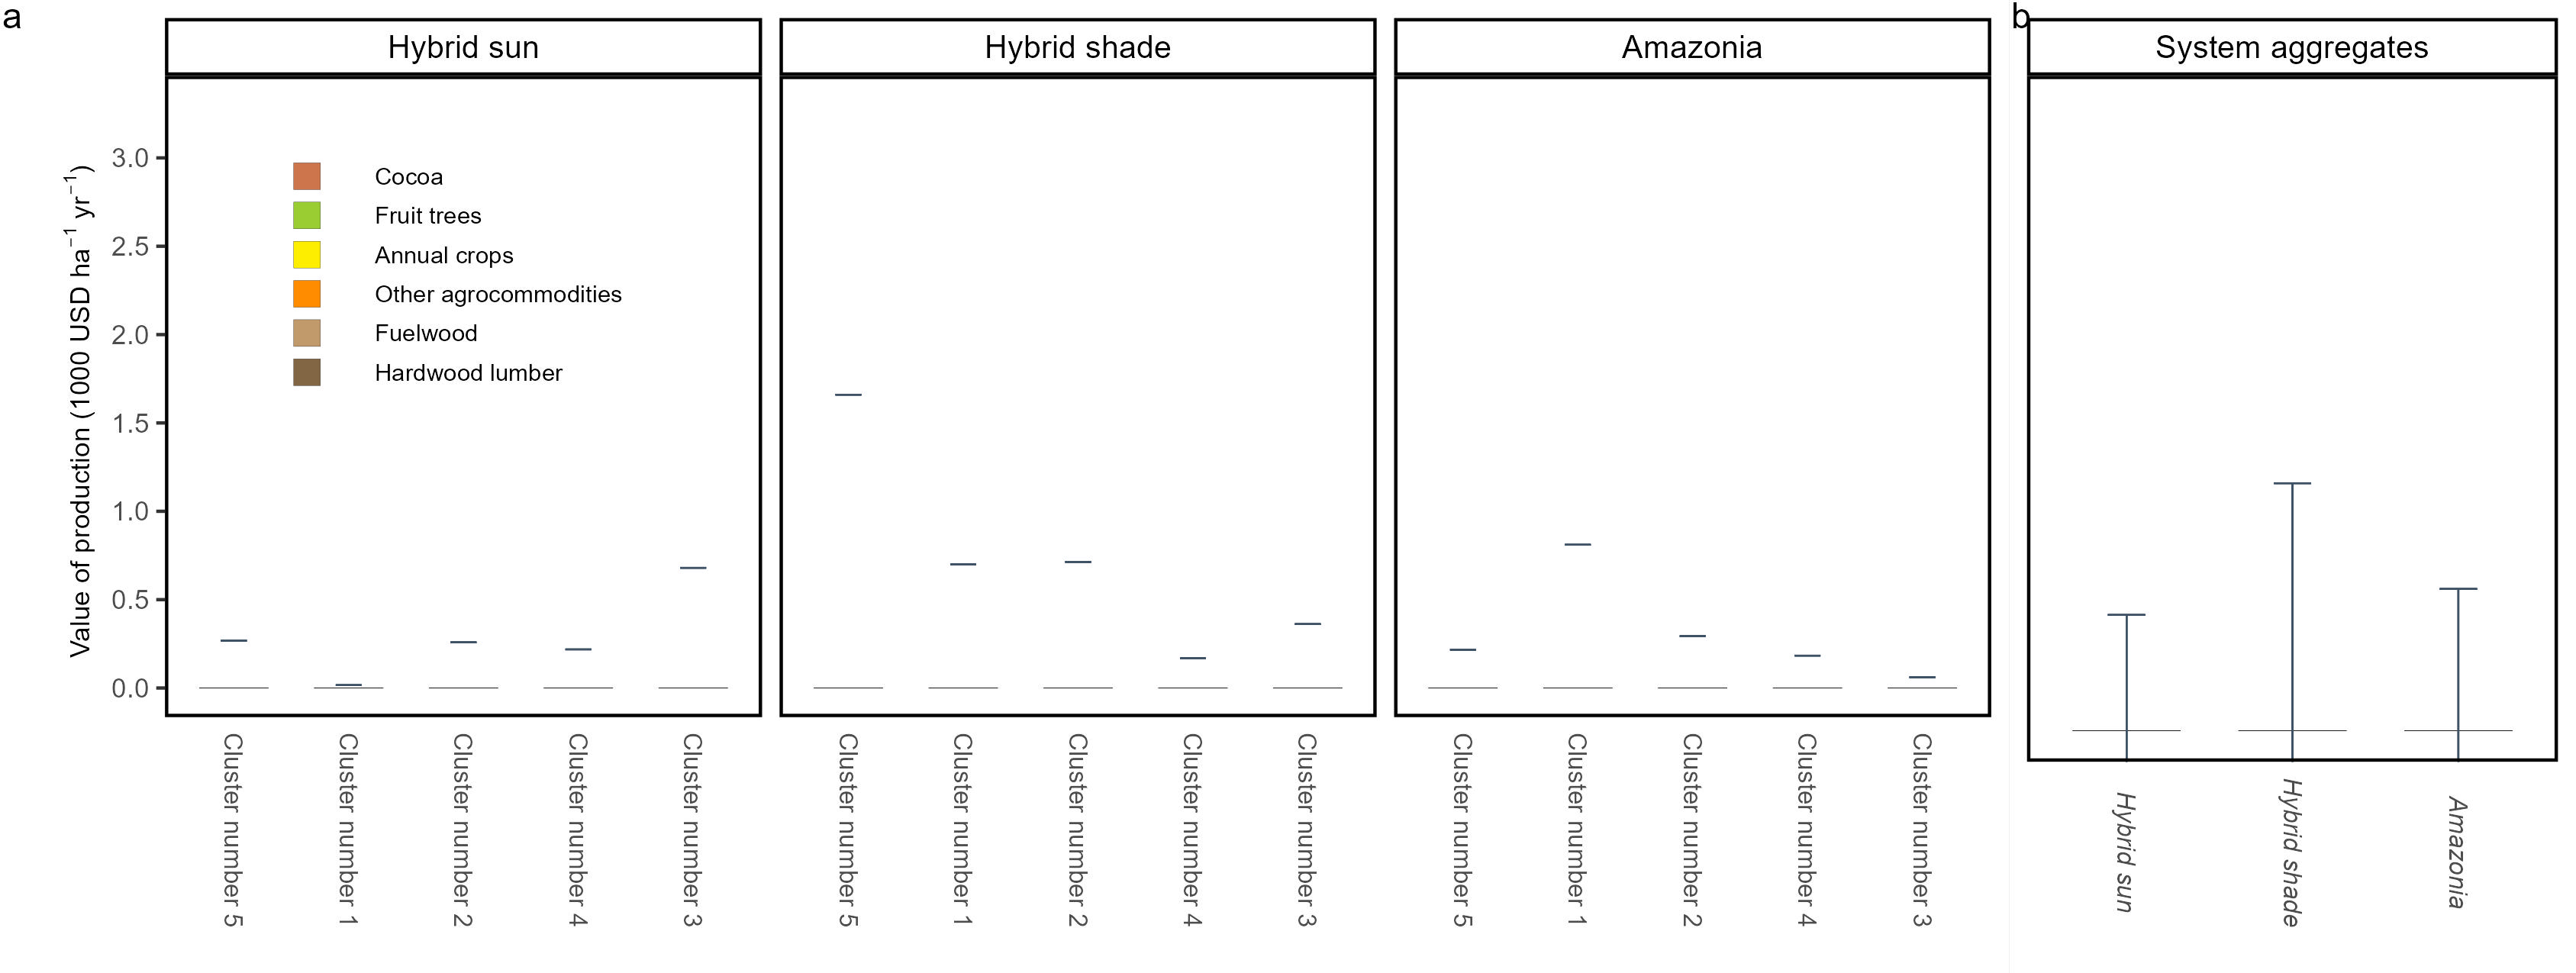 a
b
Hybrid sun
Hybrid shade
Amazonia
System aggregates
Value of production (1000 USD ha⁻¹ yr⁻¹)
3.0
2.5
2.0
1.5
1.0
0.5
0.0
Cocoa
Fruit trees
Annual crops
Other agrocommodities
Fuelwood
Hardwood lumber
Cluster number 5
Cluster number 1
Cluster number 2
Cluster number 4
Cluster number 3
Cluster number 5
Cluster number 1
Cluster number 2
Cluster number 4
Cluster number 3
Cluster number 5
Cluster number 1
Cluster number 2
Cluster number 4
Cluster number 3
Hybrid sun
Hybrid shade
Amazonia